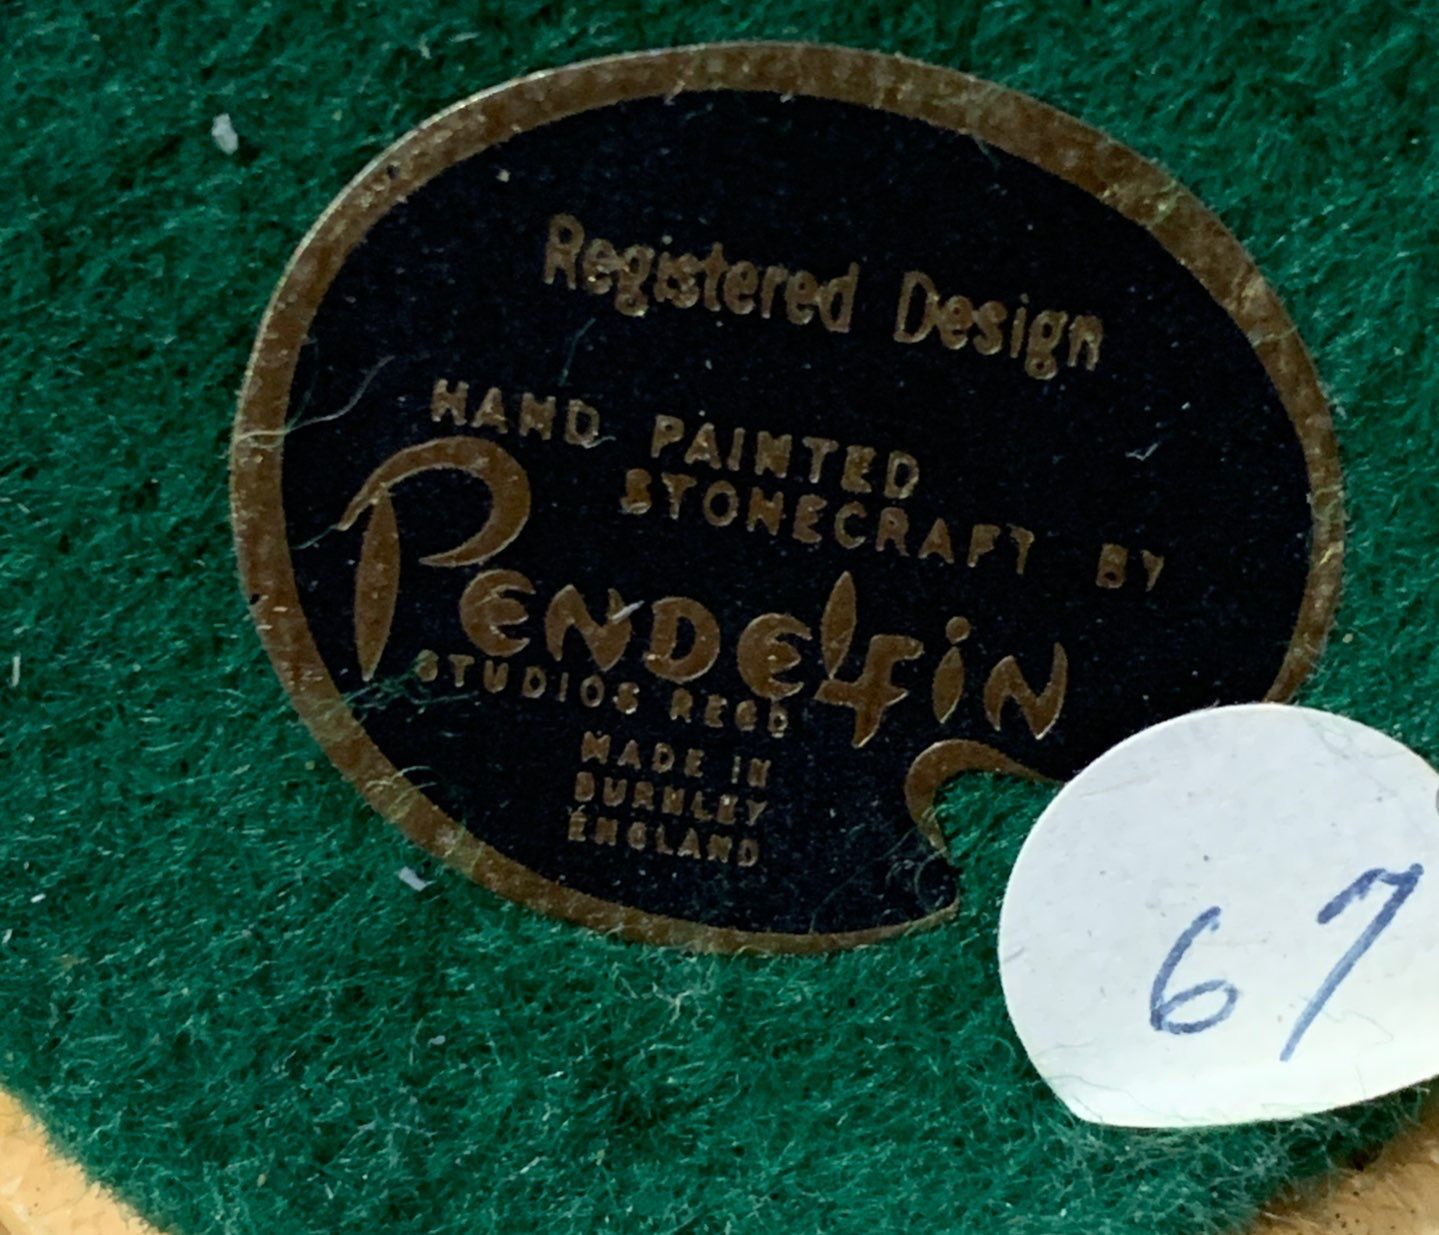 Registered Design
HAND PAINTED
STONECRAFT BY
PENDELFIN
STUDIOS REGD
MADE IN
BURNLEY
ENGLAND
67